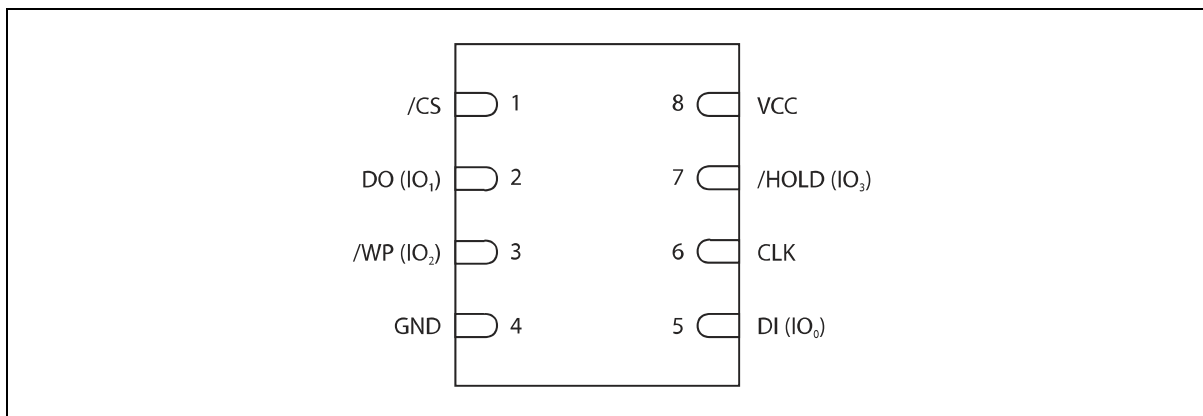 /CS 1 8 VCC
DO (IO₁) 2 7 /HOLD (IO₃)
/WP (IO₂) 3 6 CLK
GND 4 5 DI (IO₀)